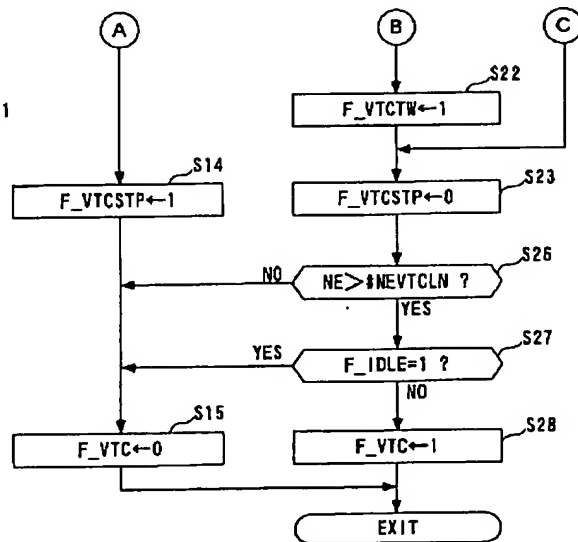 A
B
C
S22
F_VTCTW←1
1
S14
S23
F_VTCSTP←1
F_VTCSTP←0
S26
NO
NE>#NEVTCLN ?
YES
S27
YES
F_IDLE=1 ?
NO
S15
S28
F_VTC←0
F_VTC←1
EXIT